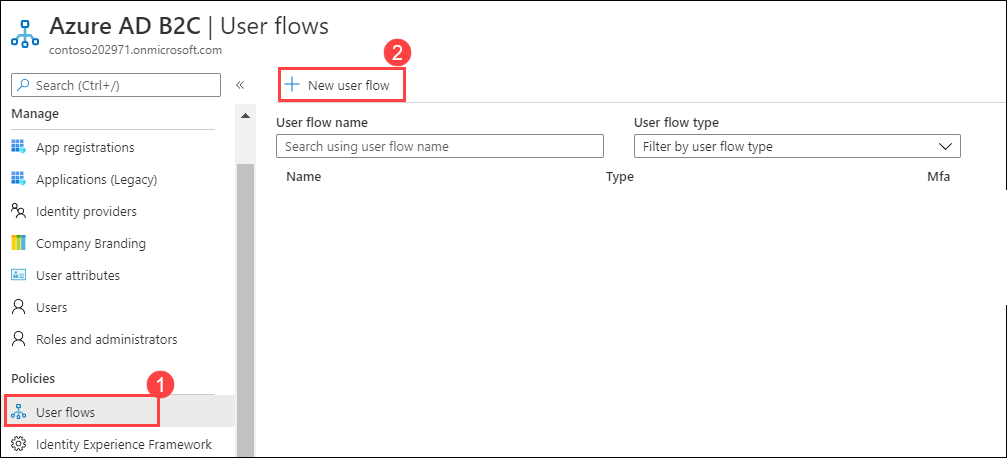 Azure AD B2C | User flows
contoso202971.onmicrosoft.com
2
Search (Ctrl+/)
«
New user flow
Manage
User flow name
User flow type
App registrations
Search using user flow name
Filter by user flow type
Applications (Legacy)
Name
Type
Mfa
Identity providers
Company Branding
User attributes
Users
Roles and administrators
Policies
1
User flows
Identity Experience Framework